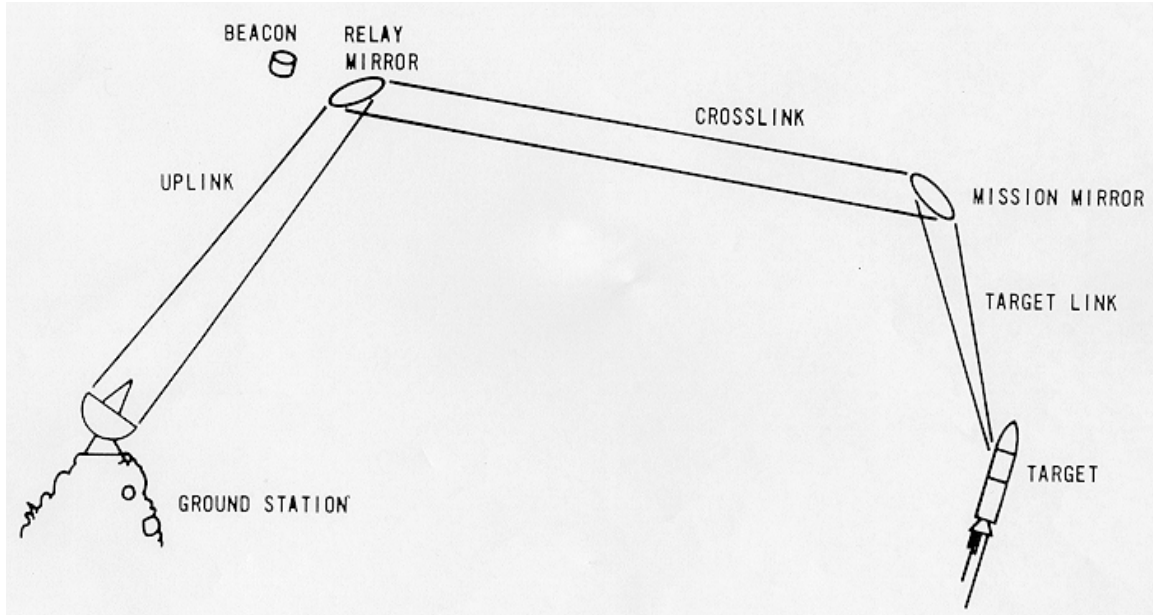 BEACON
RELAY
MIRROR
CROSSLINK
UPLINK
MISSION MIRROR
TARGET LINK
TARGET
GROUND STATION